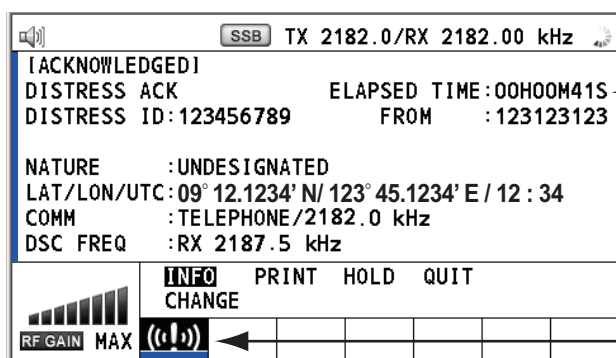 SSB TX 2182.0/RX 2182.00 kHz
[ACKNOWLEDGED]
DISTRESS ACK ELAPSED TIME:00H00M41S
DISTRESS ID:123456789 FROM :123123123
NATURE :UNDESIGNATED
LAT/LON/UTC:09° 12.1234' N/ 123° 45.1234' E / 12 : 34
COMM :TELEPHONE/2182.0 kHz
DSC FREQ :RX 2187.5 kHz
INFO PRINT HOLD QUIT
CHANGE
RF GAIN MAX